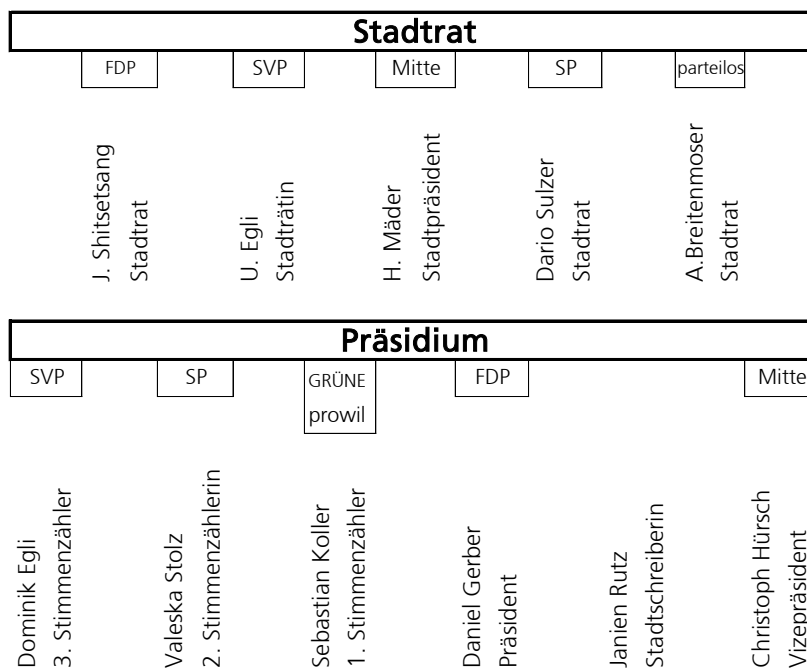 Stadtrat
FDP
SVP
Mitte
SP
parteilos
J. Shitsetsang
Stadtrat
U. Egli
Stadträtin
H. Mäder
Stadtpräsident
Dario Sulzer
Stadtrat
A.Breitenmoser
Stadtrat
Präsidium
SVP
SP
GRÜNE
prowil
FDP
Mitte
Dominik Egli
3. Stimmenzähler
Valeska Stolz
2. Stimmenzählerin
Sebastian Koller
1. Stimmenzähler
Daniel Gerber
Präsident
Janien Rutz
Stadtschreiberin
Christoph Hürsch
Vizepräsident